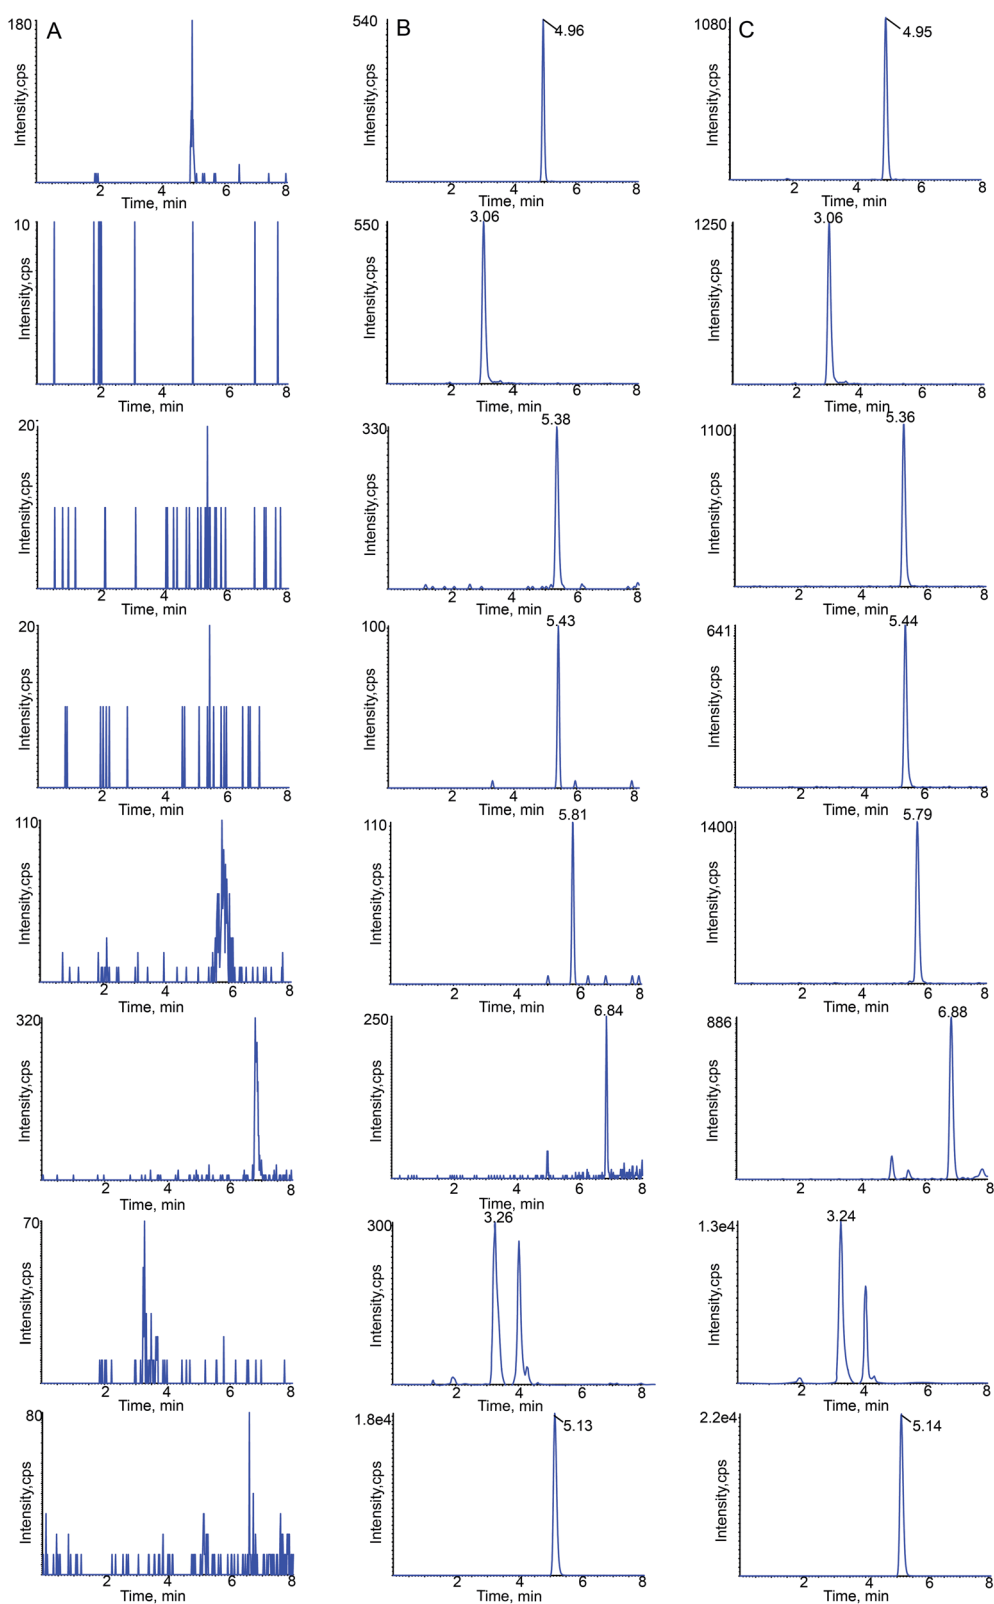 A
180
Intensity,cps
2 4 6 8
Time, min
B
540
4.96
Intensity,cps
2 4 6 8
Time, min
C
1080
4.95
Intensity,cps
2 4 6 8
Time, min
10
Intensity,cps
2 4 6 8
Time, min
550
3.06
Intensity,cps
2 4 6 8
Time, min
1250
3.06
Intensity,cps
2 4 6 8
Time, min
20
Intensity,cps
2 4 6 8
Time, min
330
5.38
Intensity,cps
2 4 6 8
Time, min
1100
5.36
Intensity,cps
2 4 6 8
Time, min
20
Intensity,cps
2 4 6 8
Time, min
100
5.43
Intensity,cps
2 4 6 8
Time, min
641
5.44
Intensity,cps
2 4 6 8
Time, min
110
Intensity,cps
2 4 6 8
Time, min
110
5.81
Intensity,cps
2 4 6 8
Time, min
1400
5.79
Intensity,cps
2 4 6 8
Time, min
320
Intensity,cps
2 4 6 8
Time, min
250
6.84
Intensity,cps
2 4 6 8
Time, min
886
6.88
Intensity,cps
2 4 6 8
Time, min
70
Intensity,cps
2 4 6 8
Time, min
300
3.26
Intensity,cps
2 4 6 8
Time, min
1.3e4
3.24
Intensity,cps
2 4 6 8
Time, min
80
Intensity,cps
2 4 6 8
Time, min
1.8e4
5.13
Intensity,cps
2 4 6 8
Time, min
2.2e4
5.14
Intensity,cps
2 4 6 8
Time, min